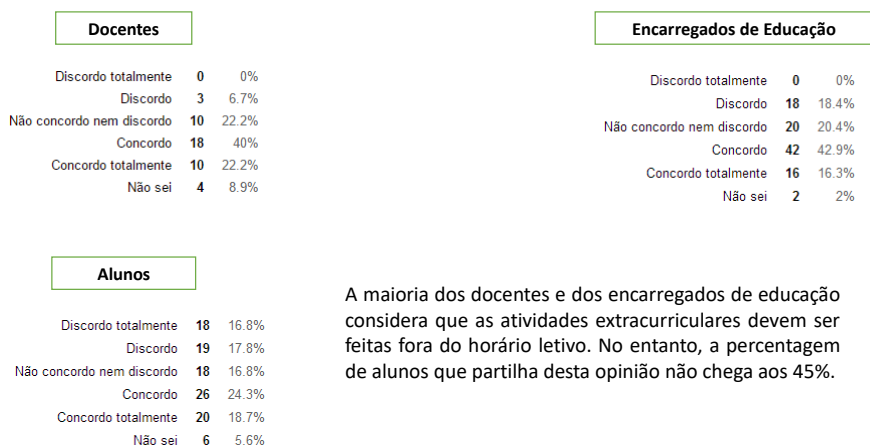 Docentes
Discordo totalmente 0 0%
Discordo 3 6.7%
Não concordo nem discordo 10 22.2%
Concordo 18 40%
Concordo totalmente 10 22.2%
Não sei 4 8.9%
Encarregados de Educação
Discordo totalmente 0 0%
Discordo 18 18.4%
Não concordo nem discordo 20 20.4%
Concordo 42 42.9%
Concordo totalmente 16 16.3%
Não sei 2 2%
Alunos
Discordo totalmente 18 16.8%
Discordo 19 17.8%
Não concordo nem discordo 18 16.8%
Concordo 26 24.3%
Concordo totalmente 20 18.7%
Não sei 6 5.6%
A maioria dos docentes e dos encarregados de educação
considera que as atividades extracurriculares devem ser
feitas fora do horário letivo. No entanto, a percentagem
de alunos que partilha desta opinião não chega aos 45%.